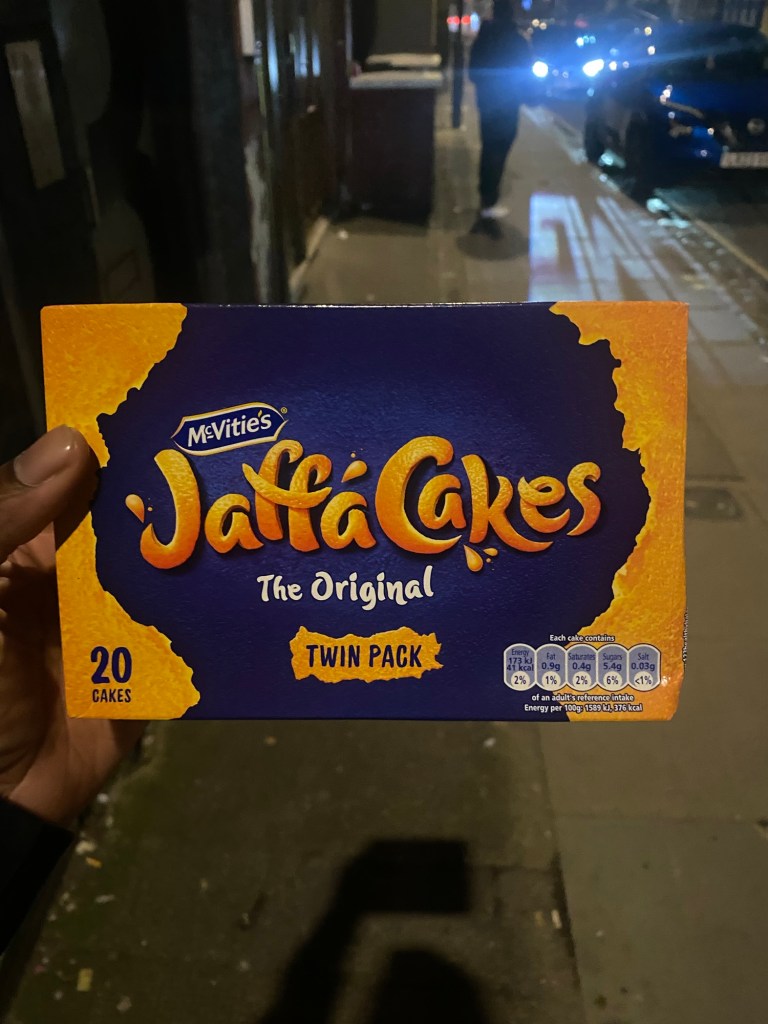 McVitie's®
Jaffa Cakes
The Original
TWIN PACK
20
CAKES
Each cake contains
Energy
173 kJ
41 kcal
2%
Fat
0.9g
1%
Saturates
0.4g
2%
Sugars
5.4g
6%
Salt
0.03g
<1%
of an adult's reference intake
Energy per 100g: 1589 kJ, 376 kcal